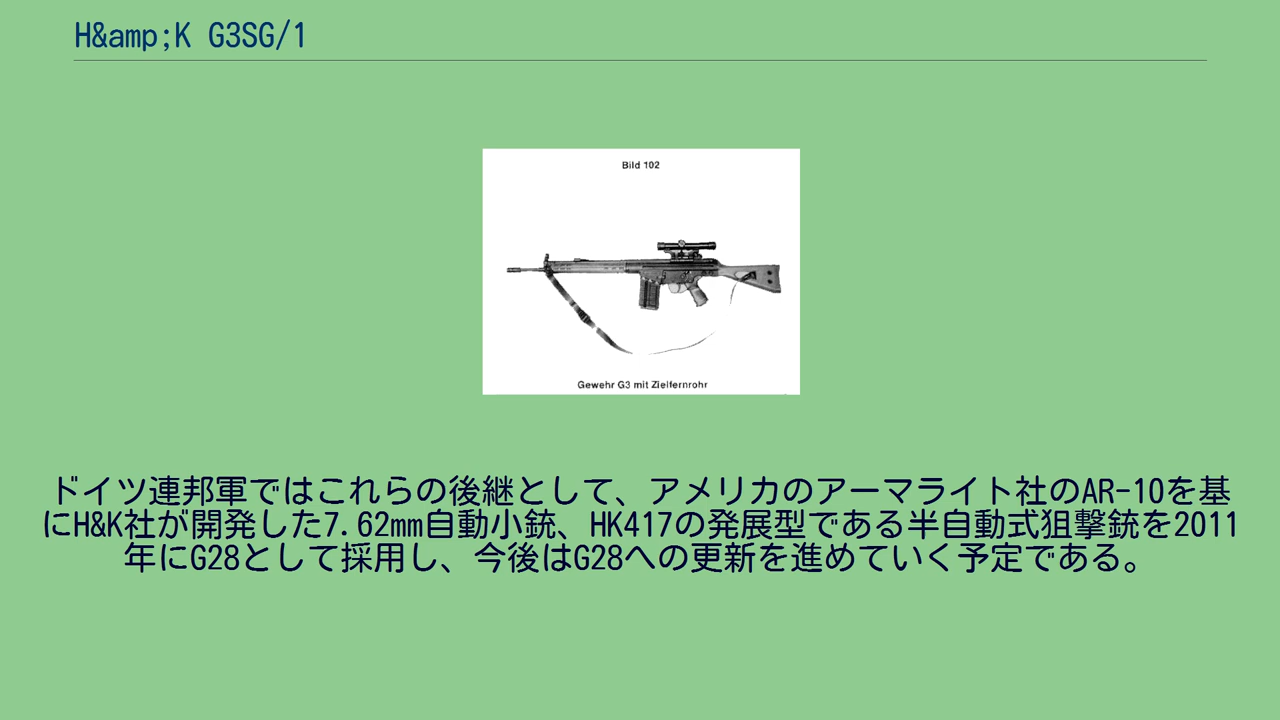 H&amp;K G3SG/1
Bild 102
Gewehr G3 mit Zielfernrohr
ドイツ連邦軍ではこれらの後継として、アメリカのアーマライト社のAR-10を基
にH&K社が開発した7.62mm自動小銃、HK417の発展型である半自動式狙撃銃を2011
年にG28として採用し、今後はG28への更新を進めていく予定である。